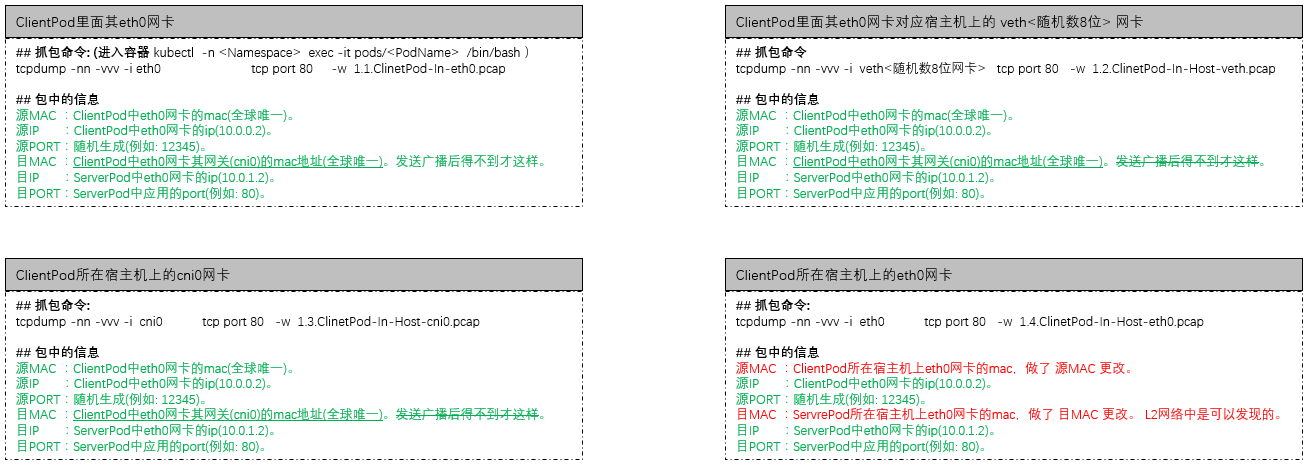 ClientPod里面其eth0网卡
## 抓包命令: (进入容器 kubectl -n <Namespace> exec -it pods/<PodName> /bin/bash )
tcpdump -nn -vvv -i eth0 tcp port 80 -w 1.1.ClinetPod-In-eth0.pcap
## 包中的信息
源MAC ：ClientPod中eth0网卡的mac(全球唯一)。
源IP ：ClientPod中eth0网卡的ip(10.0.0.2)。
源PORT：随机生成(例如: 12345)。
目MAC ：ClientPod中eth0网卡其网关(cni0)的mac地址(全球唯一)。发送广播后得不到才这样。
目IP ：ServerPod中eth0网卡的ip(10.0.1.2)。
目PORT：ServerPod中应用的port(例如: 80)。
ClientPod里面其eth0网卡对应宿主机上的 veth<随机数8位> 网卡
## 抓包命令
tcpdump -nn -vvv -i veth<随机数8位网卡> tcp port 80 -w 1.2.ClinetPod-In-Host-veth.pcap
## 包中的信息
源MAC ：ClientPod中eth0网卡的mac(全球唯一)。
源IP ：ClientPod中eth0网卡的ip(10.0.0.2)。
源PORT：随机生成(例如: 12345)。
目MAC ：ClientPod中eth0网卡其网关(cni0)的mac地址(全球唯一)。发送广播后得不到才这样。
目IP ：ServerPod中eth0网卡的ip(10.0.1.2)。
目PORT：ServerPod中应用的port(例如: 80)。
ClientPod所在宿主机上的cni0网卡
## 抓包命令:
tcpdump -nn -vvv -i cni0 tcp port 80 -w 1.3.ClinetPod-In-Host-cni0.pcap
## 包中的信息
源MAC ：ClientPod中eth0网卡的mac(全球唯一)。
源IP ：ClientPod中eth0网卡的ip(10.0.0.2)。
源PORT：随机生成(例如: 12345)。
目MAC ：ClientPod中eth0网卡其网关(cni0)的mac地址(全球唯一)。发送广播后得不到才这样。
目IP ：ServerPod中eth0网卡的ip(10.0.1.2)。
目PORT：ServerPod中应用的port(例如: 80)。
ClientPod所在宿主机上的eth0网卡
## 抓包命令:
tcpdump -nn -vvv -i eth0 tcp port 80 -w 1.4.ClinetPod-In-Host-eth0.pcap
## 包中的信息
源MAC ：ClientPod所在宿主机上eth0网卡的mac，做了 源MAC 更改。
源IP ：ClientPod中eth0网卡的ip(10.0.0.2)。
源PORT：随机生成(例如: 12345)。
目MAC ：ServrePod所在宿主机上eth0网卡的mac，做了 目MAC 更改。 L2网络中是可以发现的。
目IP ：ServerPod中eth0网卡的ip(10.0.1.2)。
目PORT：ServerPod中应用的port(例如: 80)。